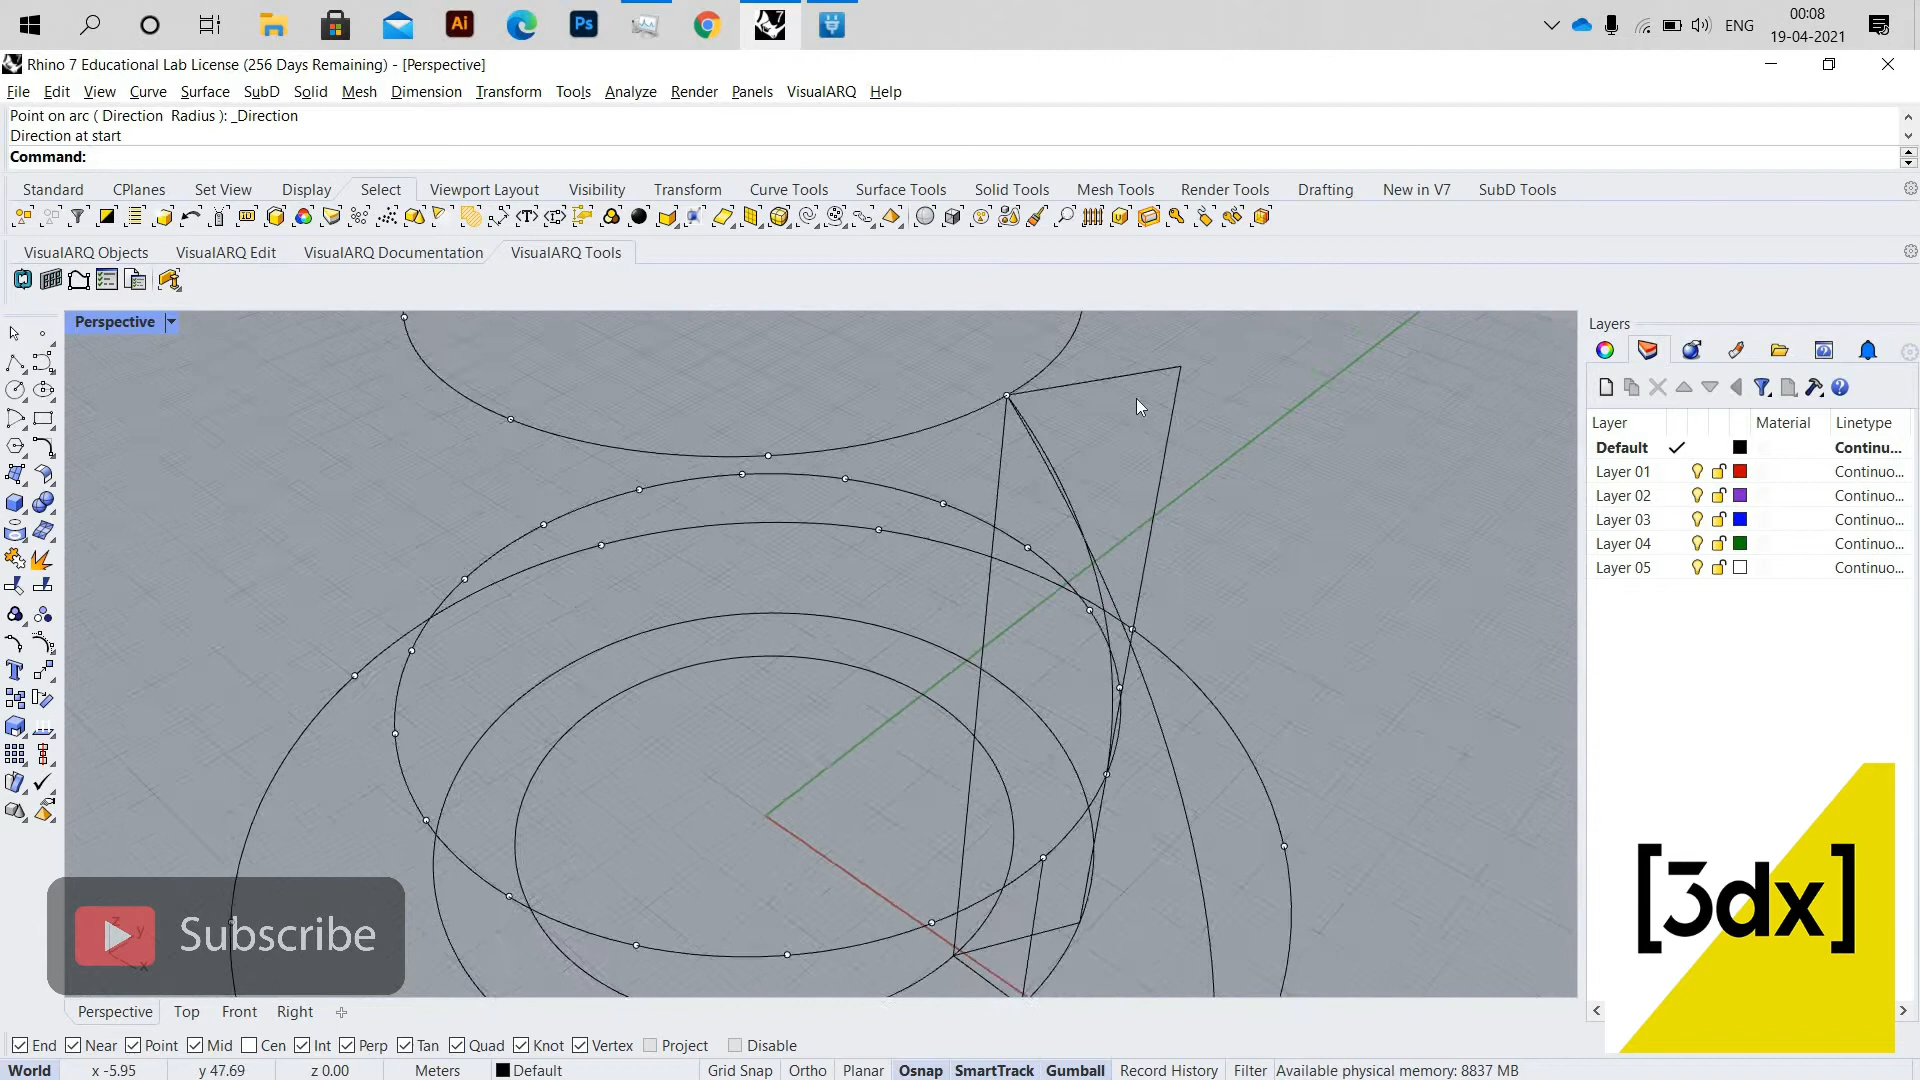 Ai
Ps
7
ENG
00:08
19-04-2021
Rhino 7 Educational Lab License (256 Days Remaining) - [Perspective]
File Edit View Curve Surface SubD Solid Mesh Dimension Transform Tools Analyze Render Panels VisualARQ Help
Point on arc ( Direction  Radius ): _Direction
Direction at start
Command:
Standard CPlanes Set View Display Select Viewport Layout Visibility Transform Curve Tools Surface Tools Solid Tools Mesh Tools Render Tools Drafting New in V7 SubD Tools
VisualARQ Objects VisualARQ Edit VisualARQ Documentation VisualARQ Tools
Perspective
Layers
Layer Material Linetype
Default Continu...
Layer 01 Continuo...
Layer 02 Continuo...
Layer 03 Continuo...
Layer 04 Continuo...
Layer 05 Continuo...
[3dx]
Subscribe
z
y
x
Perspective Top Front Right
End Near Point Mid Cen Int Perp Tan Quad Knot Vertex Project Disable
World x -5.95 y 47.69 z 0.00 Meters Default Grid Snap Ortho Planar Osnap SmartTrack Gumball Record History Filter Available physical memory: 8837 MB